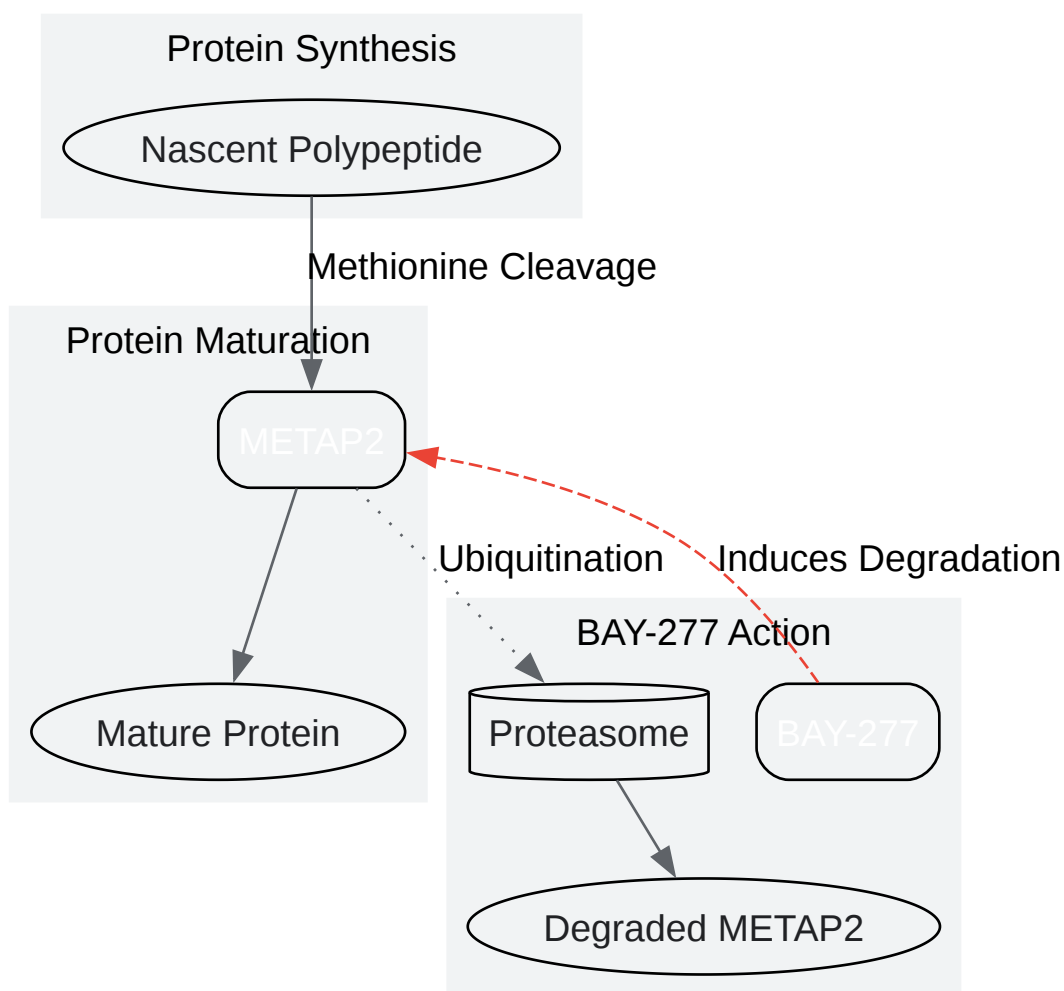 Protein Synthesis
Nascent Polypeptide
Methionine Cleavage
Protein Maturation
METAP2
Ubiquitination
Induces Degradation
BAY-277 Action
Mature Protein
Proteasome
BAY-277
Degraded METAP2